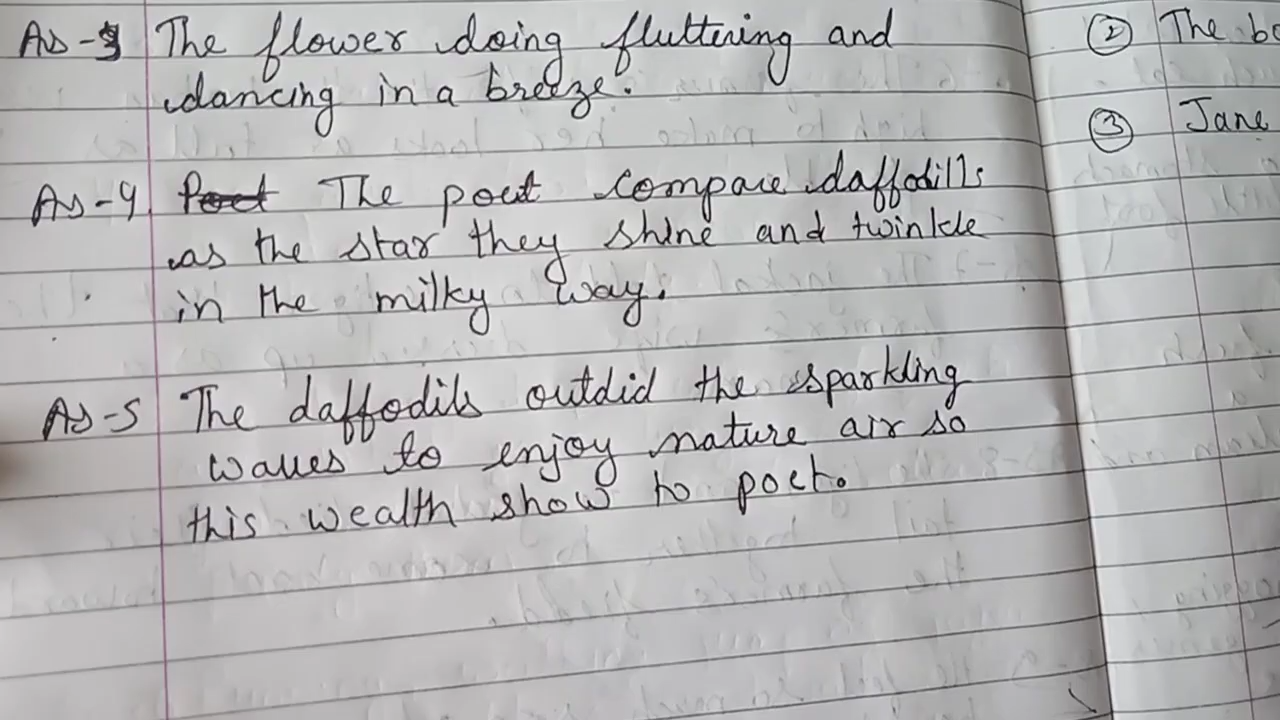 As-3 The flower doing fluttering and
dancing in a breeze.
As-4 Poet The poet compare daffodills
as the star they shine and twinkle
in the milky way.
As-5 The daffodils outdid the sparkling
waves to enjoy nature air so
this wealth show to poet.
② The
③ Jane